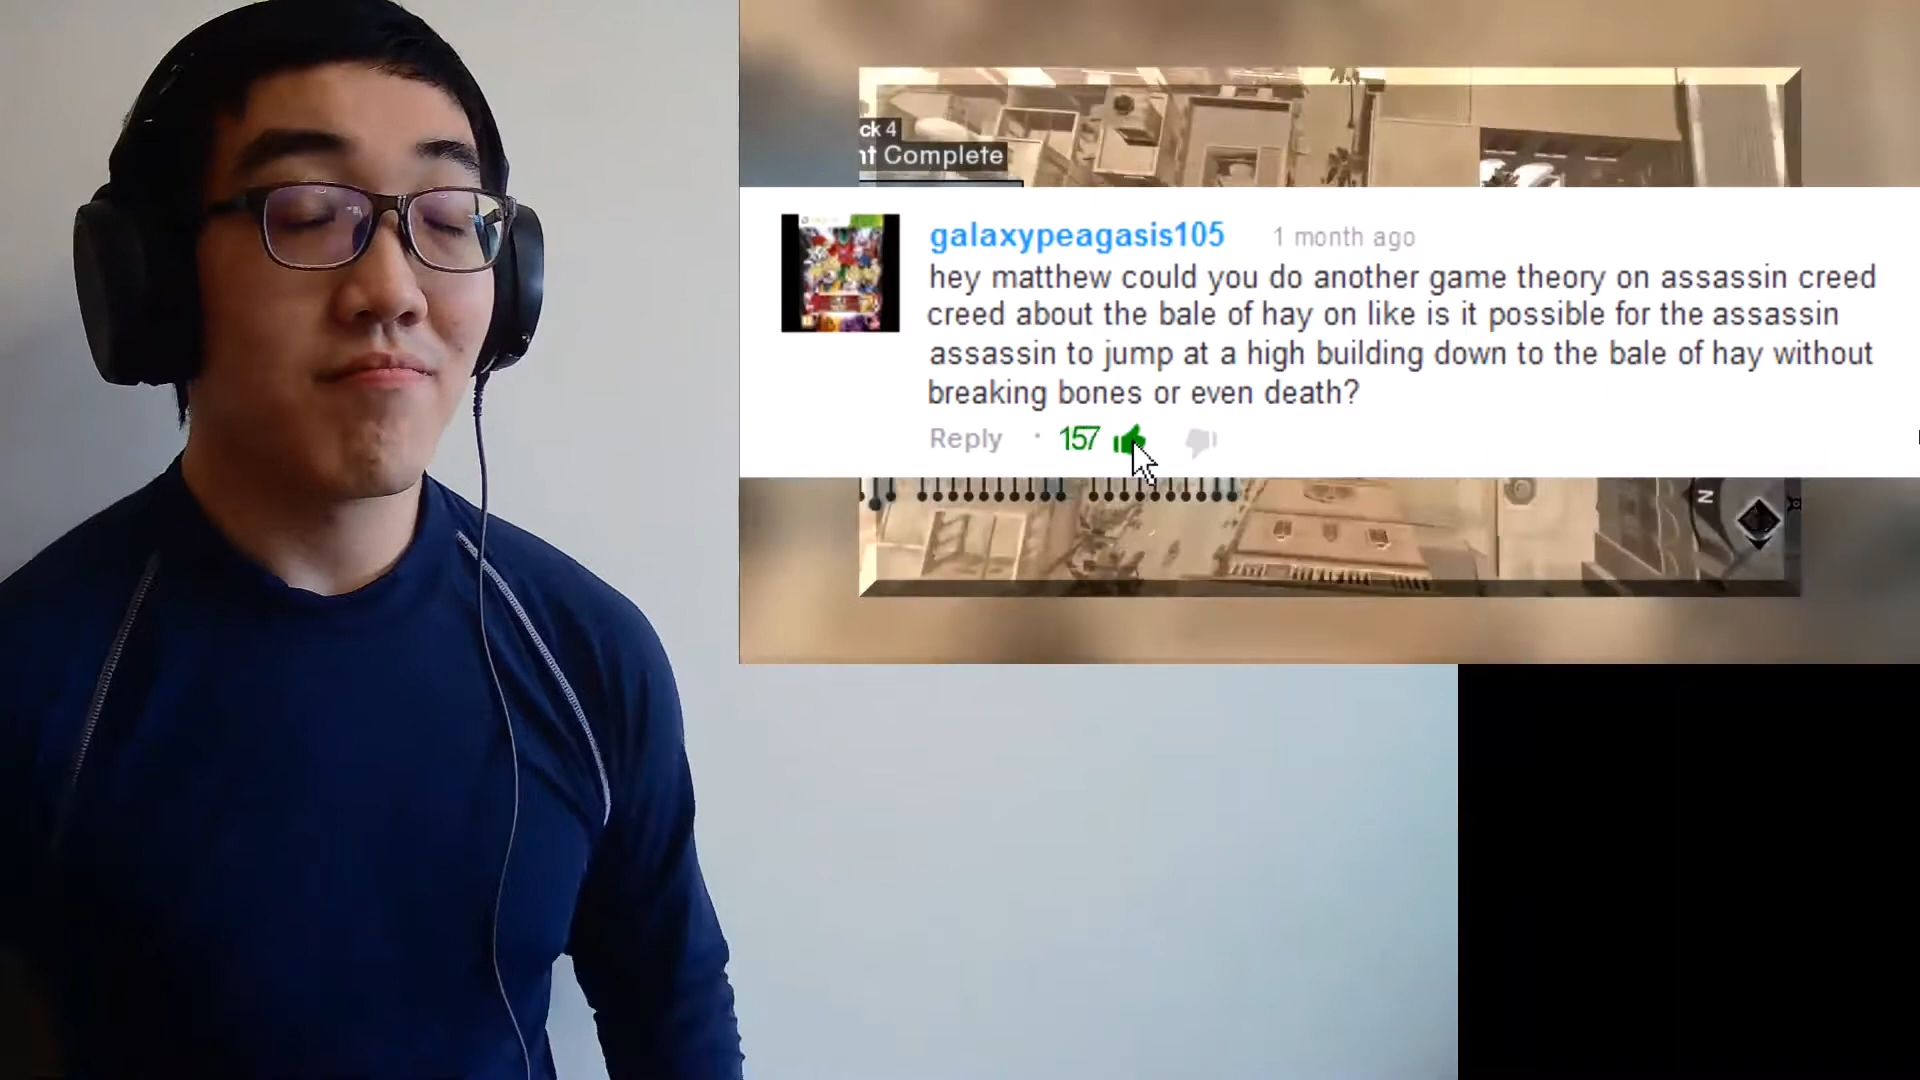 ck 4
nt Complete
galaxypeagasis105 1 month ago
hey matthew could you do another game theory on assassin creed
creed about the bale of hay on like is it possible for the assassin
assassin to jump at a high building down to the bale of hay without
breaking bones or even death?
Reply · 157
N